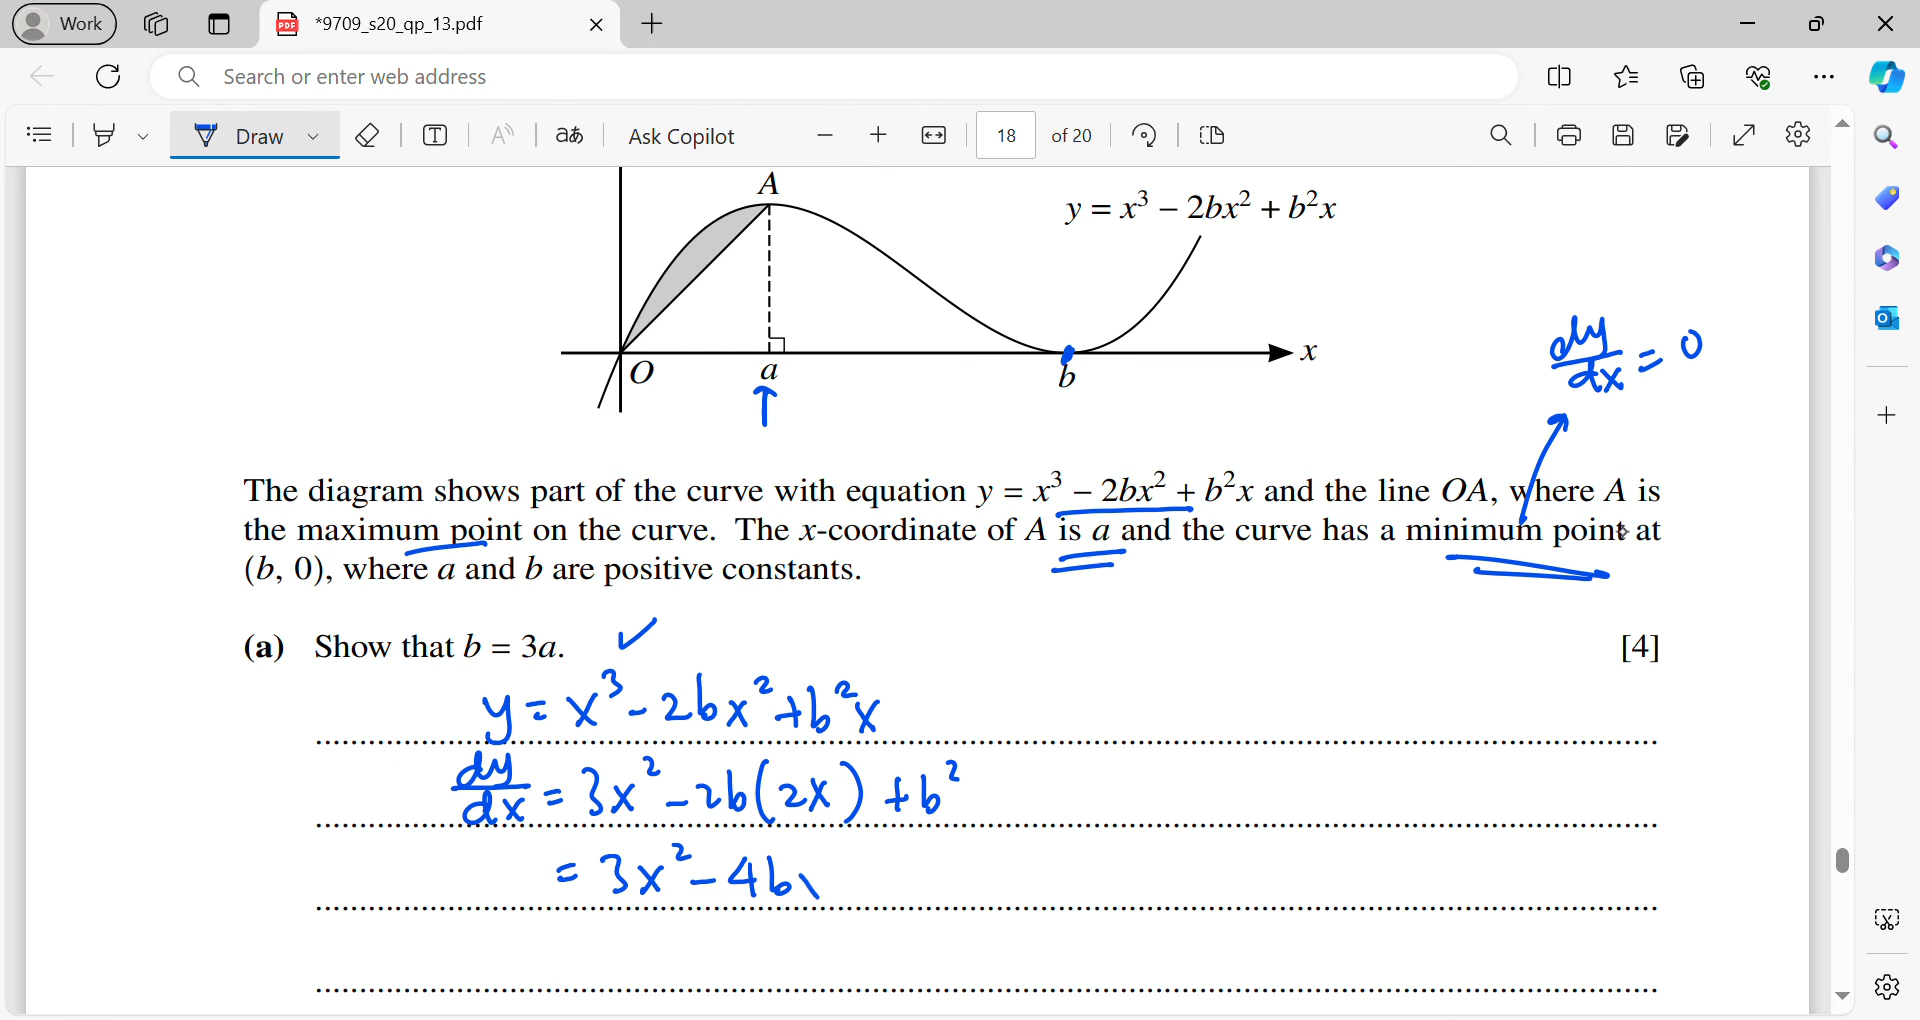 Work
*9709_s20_qp_13.pdf
Search or enter web address
Draw
T
A
aあ
Ask Copilot
18 of 20
A
y = x³ − 2bx² + b²x
O
a
b
x
dy/dx = 0
The diagram shows part of the curve with equation y = x³ − 2bx² + b²x and the line OA, where A is
the maximum point on the curve. The x-coordinate of A is a and the curve has a minimum point at
(b, 0), where a and b are positive constants.
(a) Show that b = 3a. [4]
y = x³ - 2bx² + b²x
dy/dx = 3x² - 2b(2x) + b²
= 3x² - 4b